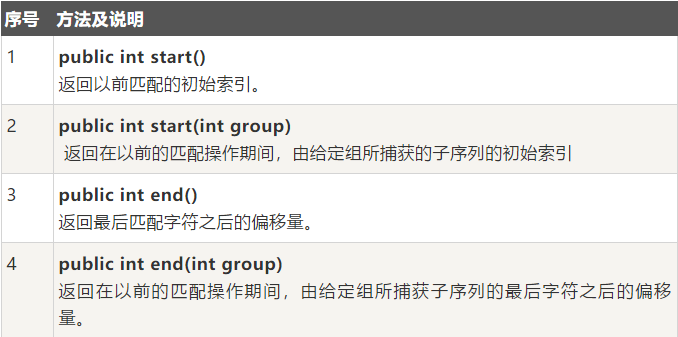 序号 方法及说明
1 public int start()
返回以前匹配的初始索引。
2 public int start(int group)
返回在以前的匹配操作期间，由给定组所捕获的子序列的初始索引
3 public int end()
返回最后匹配字符之后的偏移量。
4 public int end(int group)
返回在以前的匹配操作期间，由给定组所捕获子序列的最后字符之后的偏移
量。